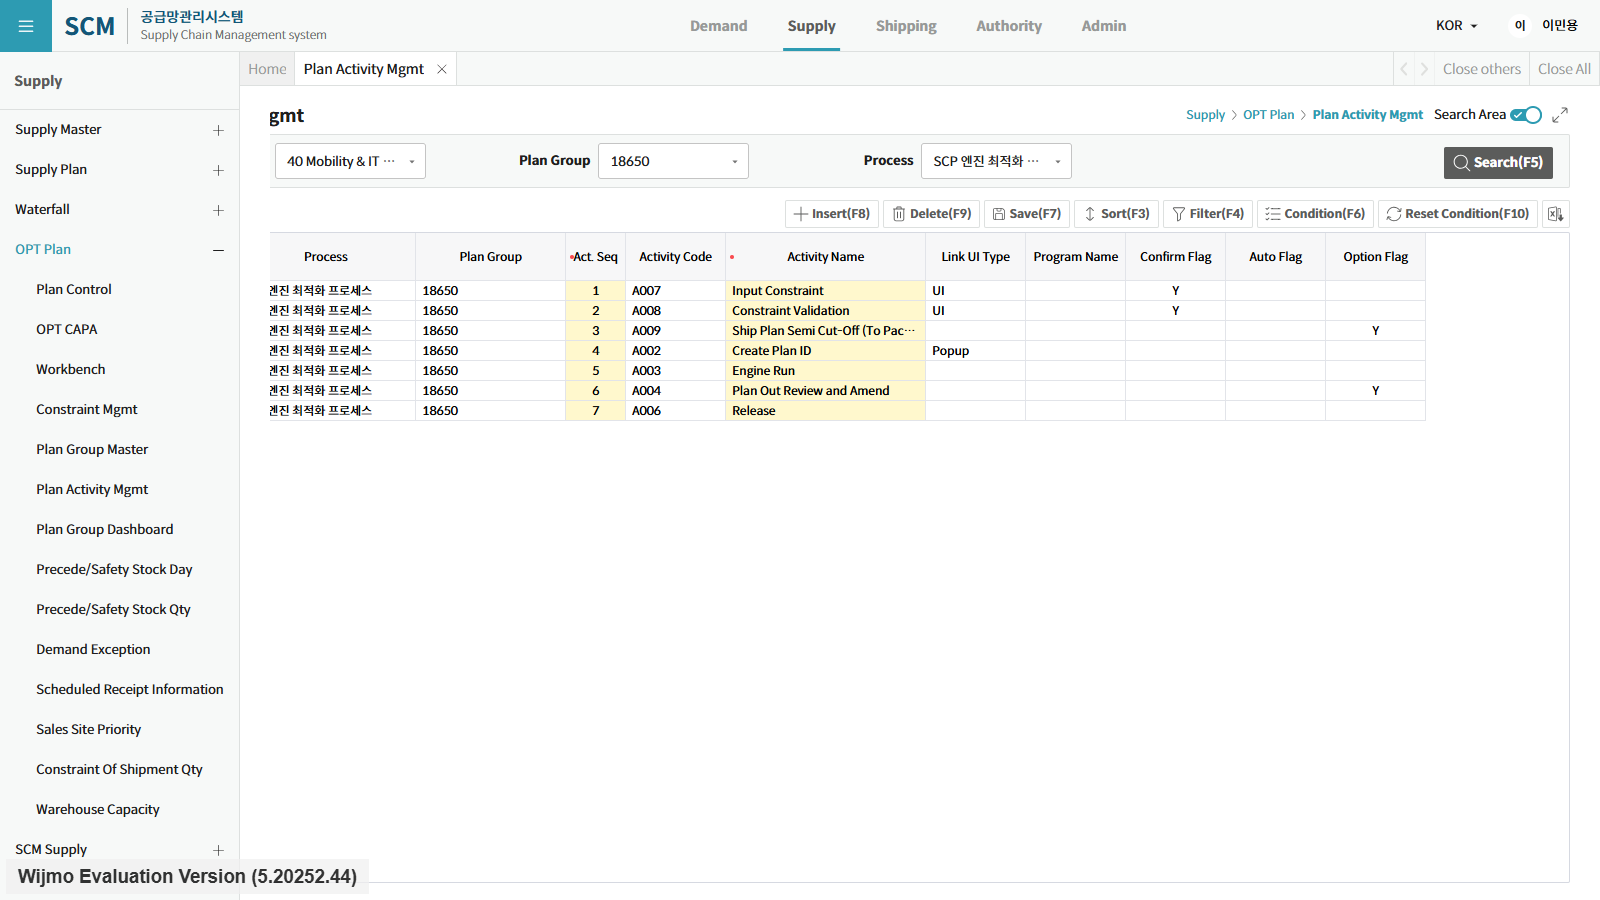 SCM 공급망관리시스템
Supply Chain Management system
Demand Supply Shipping Authority Admin
KOR 이 이민용
Supply
Home Plan Activity Mgmt Close others Close All
gmt
Supply > OPT Plan > Plan Activity Mgmt Search Area
40 Mobility & IT ··· Plan Group 18650 Process SCP 엔진 최적화 ··· Search(F5)
Insert(F8) Delete(F9) Save(F7) Sort(F3) Filter(F4) Condition(F6) Reset Condition(F10)
Process Plan Group Act. Seq Activity Code Activity Name Link UI Type Program Name Confirm Flag Auto Flag Option Flag
엔진 최적화 프로세스 18650 1 A007 Input Constraint UI Y
엔진 최적화 프로세스 18650 2 A008 Constraint Validation UI Y
엔진 최적화 프로세스 18650 3 A009 Ship Plan Semi Cut-Off (To Pac··· Y
엔진 최적화 프로세스 18650 4 A002 Create Plan ID Popup
엔진 최적화 프로세스 18650 5 A003 Engine Run
엔진 최적화 프로세스 18650 6 A004 Plan Out Review and Amend Y
엔진 최적화 프로세스 18650 7 A006 Release
Supply Master
Supply Plan
Waterfall
OPT Plan
Plan Control
OPT CAPA
Workbench
Constraint Mgmt
Plan Group Master
Plan Activity Mgmt
Plan Group Dashboard
Precede/Safety Stock Day
Precede/Safety Stock Qty
Demand Exception
Scheduled Receipt Information
Sales Site Priority
Constraint Of Shipment Qty
Warehouse Capacity
SCM Supply
Wijmo Evaluation Version (5.20252.44)